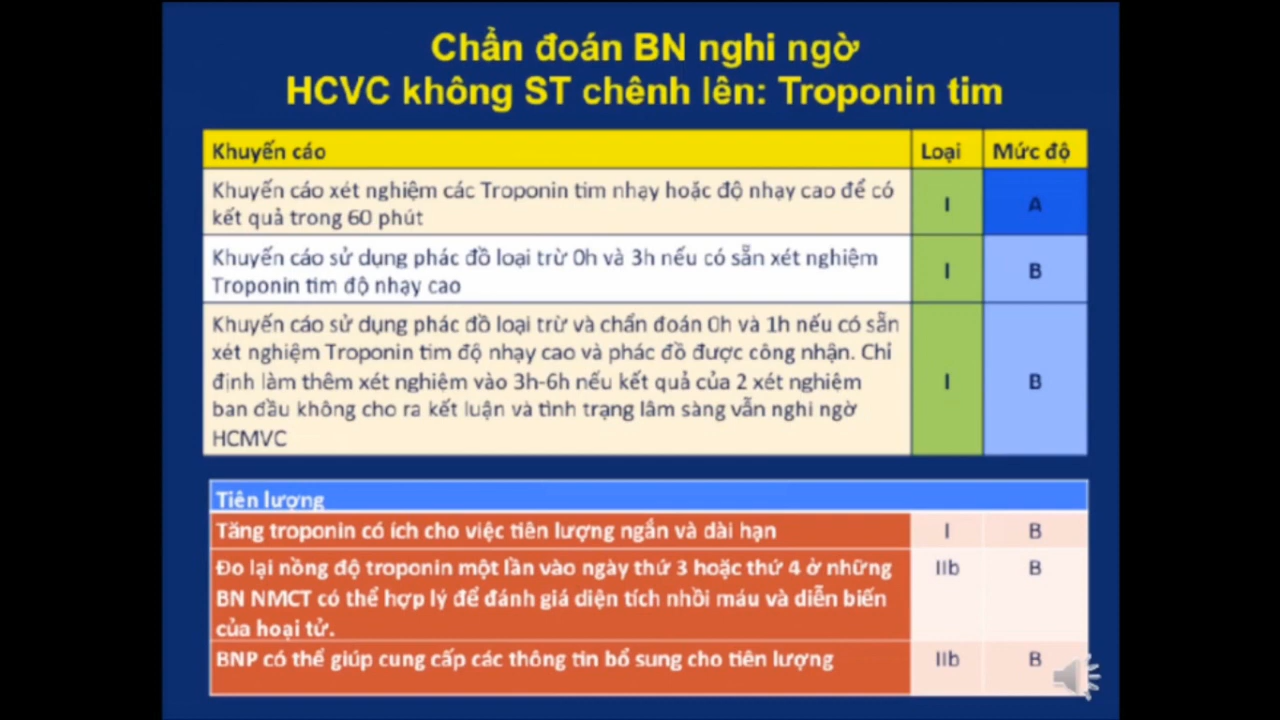 Chẩn đoán BN nghi ngờ
HCVC không ST chênh lên: Troponin tim
Khuyến cáo Loại Mức độ
Khuyến cáo xét nghiệm các Troponin tim nhạy hoặc độ nhạy cao để có
kết quả trong 60 phút
I A
Khuyến cáo sử dụng phác đồ loại trừ 0h và 3h nếu có sẵn xét nghiệm
Troponin tim độ nhạy cao
I B
Khuyến cáo sử dụng phác đồ loại trừ và chẩn đoán 0h và 1h nếu có sẵn
xét nghiệm Troponin tim độ nhạy cao và phác đồ được công nhận. Chỉ
định làm thêm xét nghiệm vào 3h-6h nếu kết quả của 2 xét nghiệm
ban đầu không cho ra kết luận và tình trạng lâm sàng vẫn nghi ngờ
HCMVC
I B
Tiên lượng
Tăng troponin có ích cho việc tiên lượng ngắn và dài hạn I B
Đo lại nồng độ troponin một lần vào ngày thứ 3 hoặc thứ 4 ở những
BN NMCT có thể hợp lý để đánh giá diện tích nhồi máu và diễn biến
của hoại tử.
IIb B
BNP có thể giúp cung cấp các thông tin bổ sung cho tiên lượng IIb B